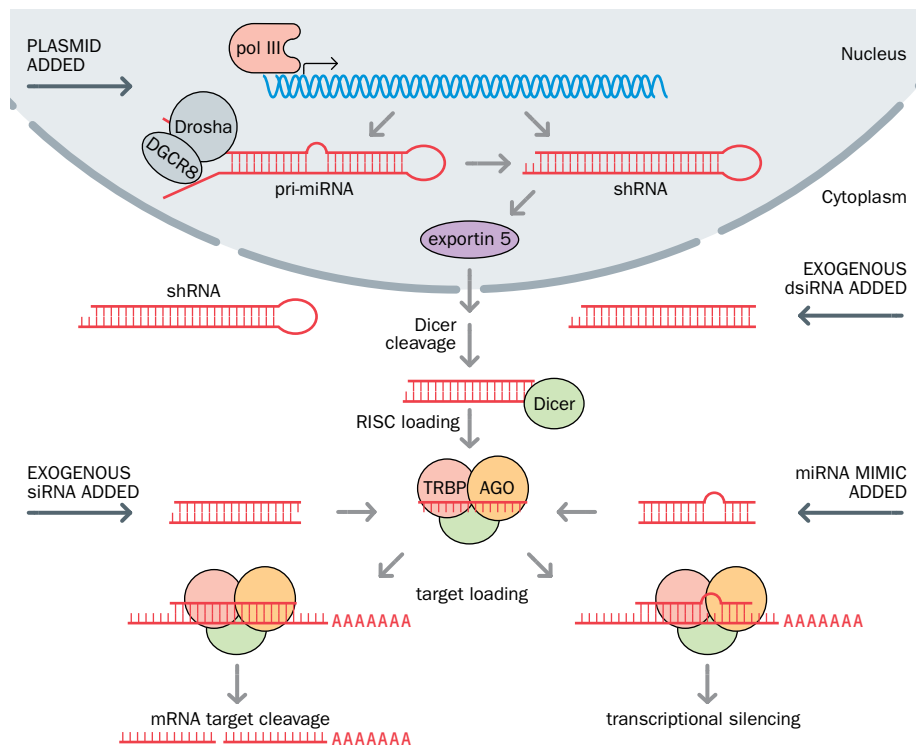 PLASMID
ADDED
pol III
Nucleus
Drosha
DGCR8
pri-miRNA
shRNA
Cytoplasm
exportin 5
EXOGENOUS
dsiRNA ADDED
shRNA
Dicer
cleavage
Dicer
RISC loading
EXOGENOUS
siRNA ADDED
TRBP
AGO
miRNA MIMIC
ADDED
target loading
AAAAAAA
AAAAAAA
mRNA target cleavage
AAAAAAA
transcriptional silencing